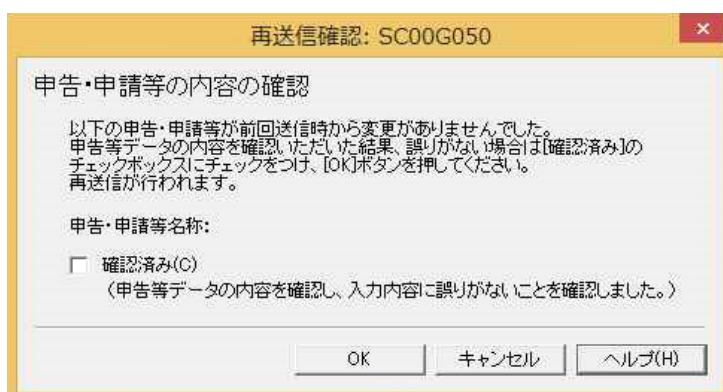 再送信確認: SC00G050
×
申告・申請等の内容の確認
以下の申告・申請等が前回送信時から変更がありませんでした。
申告等データの内容を確認いただいた結果、誤りがない場合は[確認済み]の
チェックボックスにチェックをつけ、[OK]ボタンを押してください。
再送信が行われます。
申告・申請等名称:
確認済み(C)
(申告等データの内容を確認し、入力内容に誤りがないことを確認しました。)
OK キャンセル ヘルプ(H)